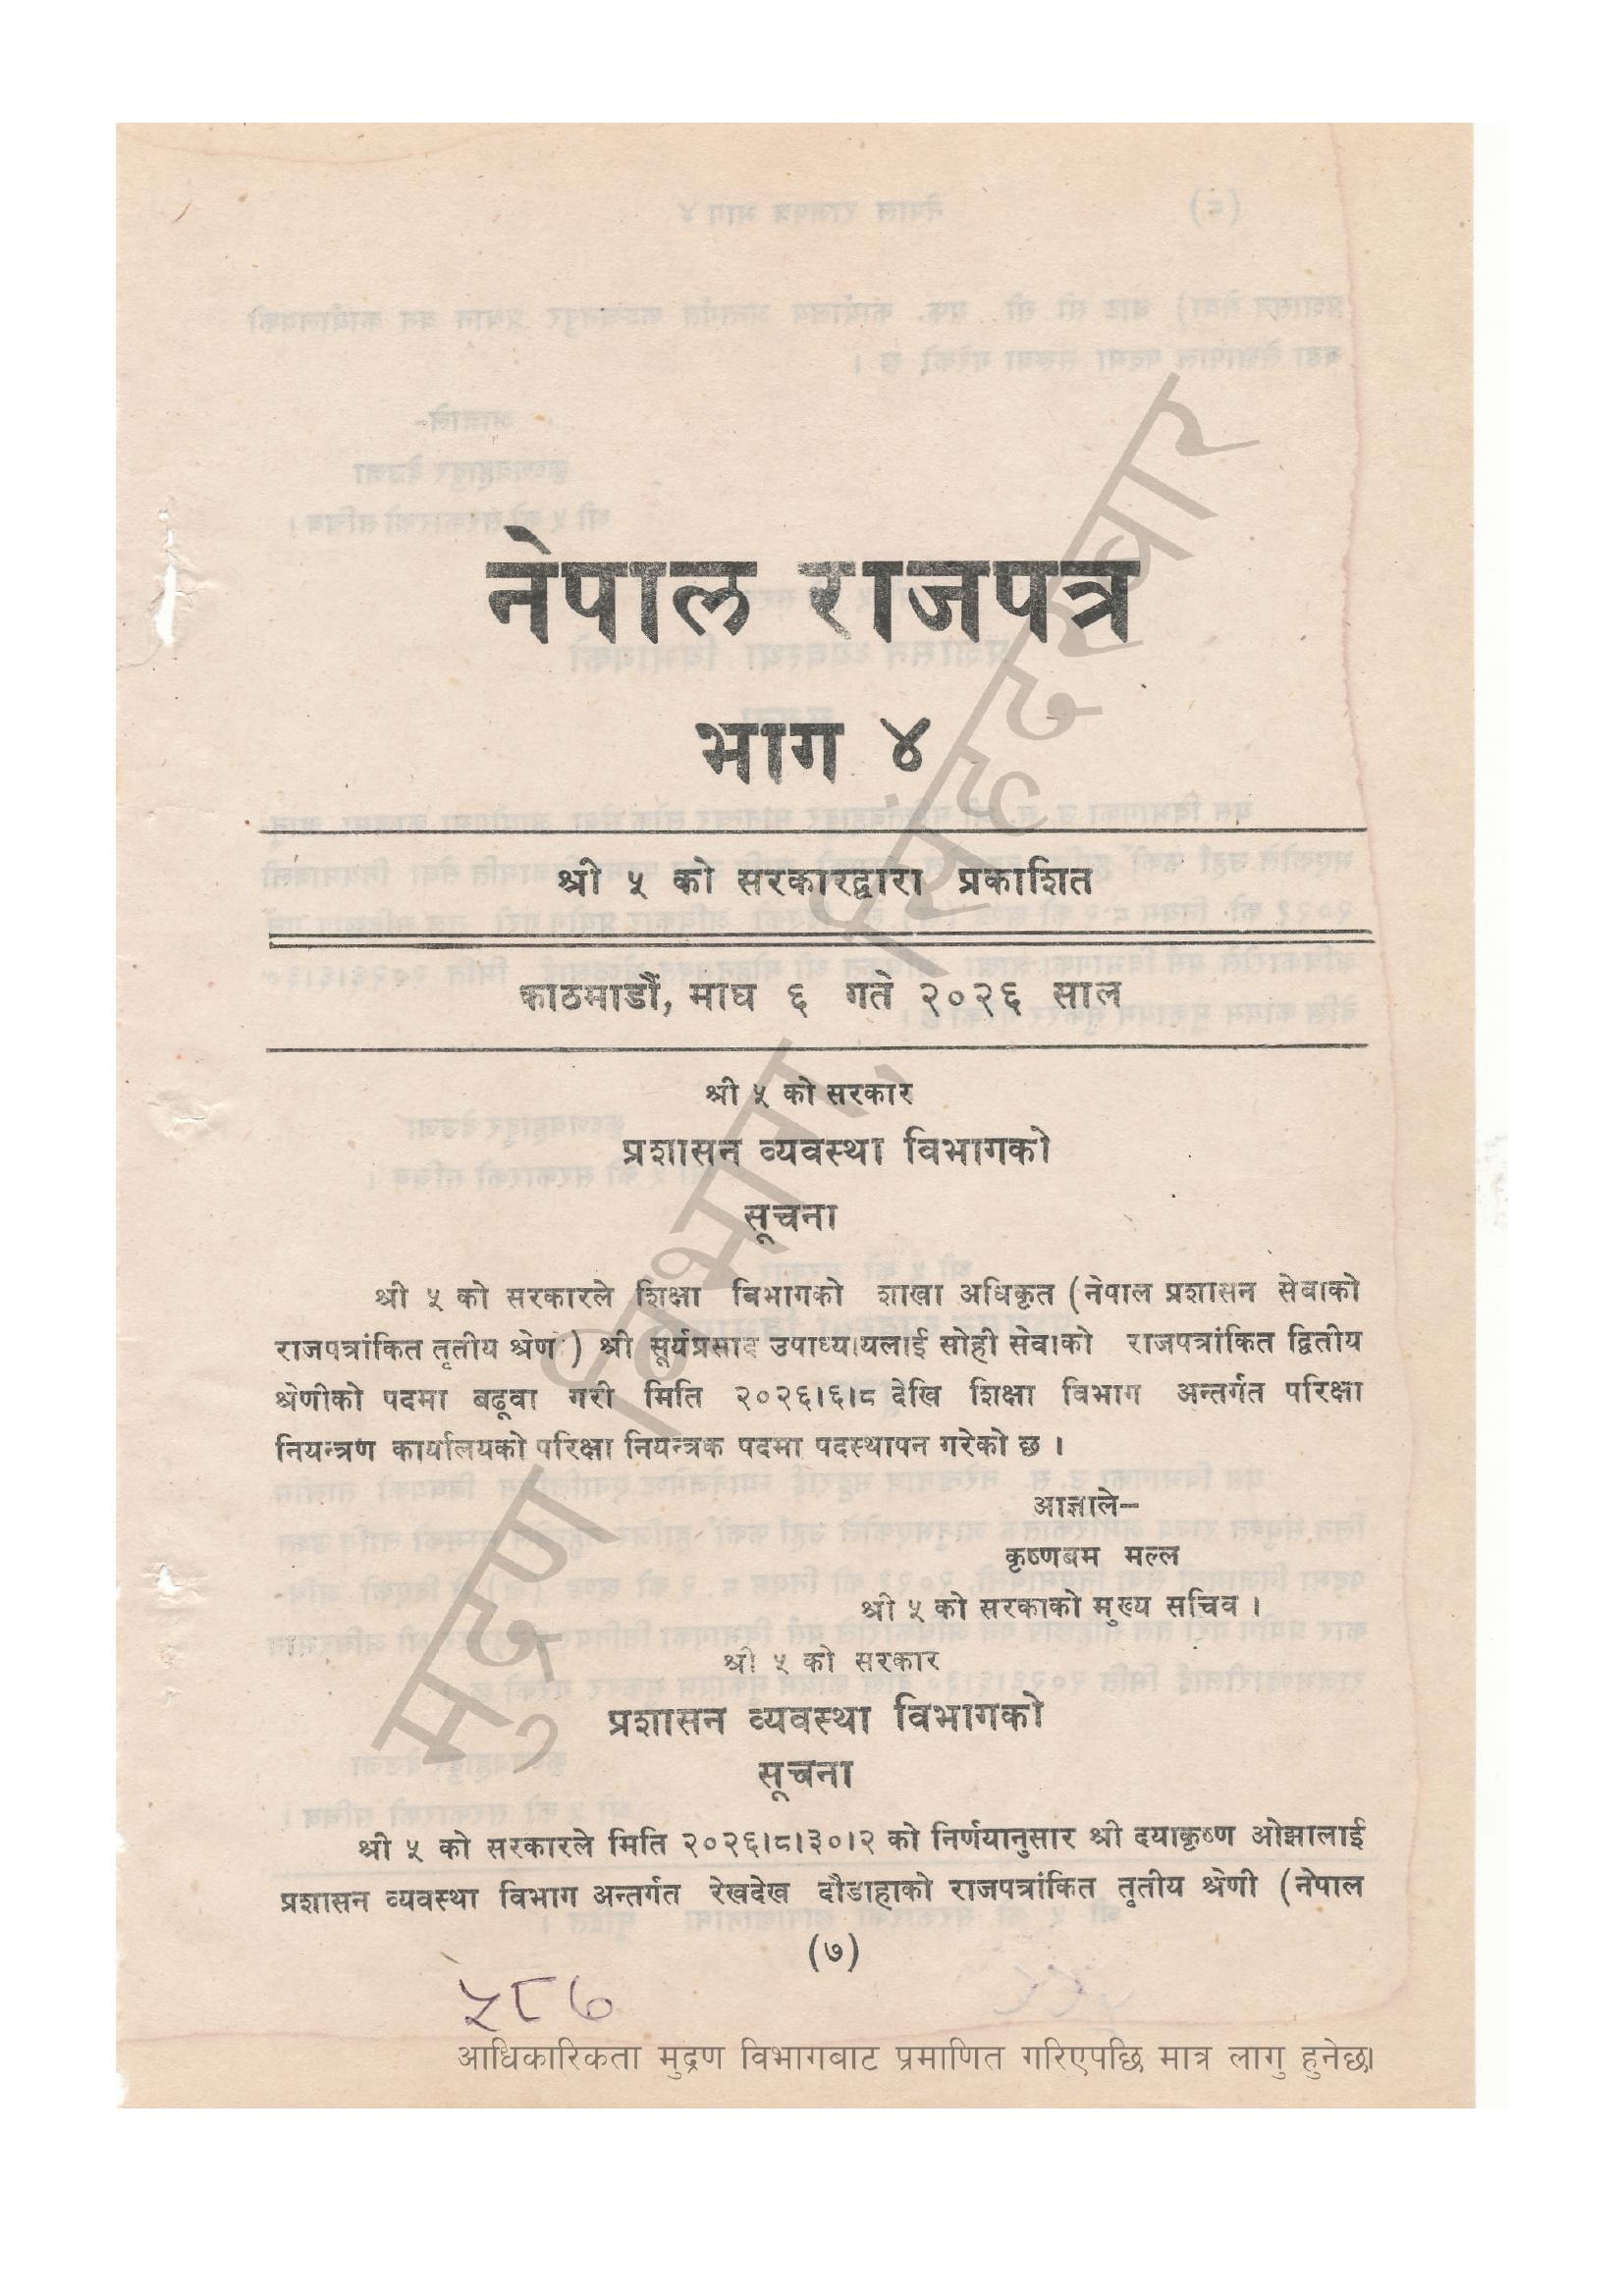 नेपाल राजपत्र
भाग ४
श्री ५ को सरकारद्वारा प्रकाशित
काठमाडौं, माघ ६ गते २०२६ साल
श्री ५ को सरकार
प्रशासन व्यवस्था विभागको
सूचना
श्री ५ को सरकारले शिक्षा बिभागको शाखा अधिकृत (नेपाल प्रशासन सेवाको
राजपत्रांकित तृतीय श्रेणी) श्री सूर्यप्रसाद उपाध्यायलाई सोही सेवाको राजपत्रांकित द्वितीय
श्रेणीको पदमा बढूवा गरी मिति २०२६।६।८ देखि शिक्षा विभाग अन्तर्गत परिक्षा
नियन्त्रण कार्यालयको परिक्षा नियन्त्रक पदमा पदस्थापन गरेको छ ।
आज्ञाले—
कृष्णबम मल्ल
श्री ५ को सरकाको मुख्य सचिव ।
श्री ५ को सरकार
प्रशासन व्यवस्था विभागको
सूचना
श्री ५ को सरकारले मिति २०२६।८।३०।२ को निर्णयानुसार श्री दयाकृष्ण ओझालाई
प्रशासन व्यवस्था विभाग अन्तर्गत रेखदेख दौडाहाको राजपत्रांकित तृतीय श्रेणी (नेपाल
(७)
५८७
आधिकारिकता मुद्रण विभागबाट प्रमाणित गरिएपछि मात्र लागु हुनेछ।
मुद्रण विभाग, सिंहदरबार